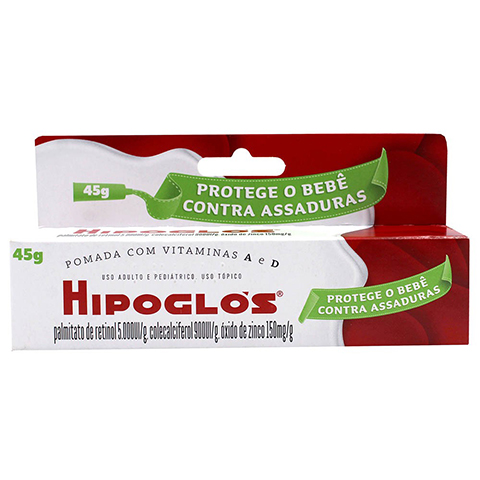 45g
PROTEGE O BEBÊ
CONTRA ASSADURAS
HIPOGLÓS
45g
POMADA COM VITAMINAS A e D
USO ADULTO E PEDIÁTRICO. USO TÓPICO
HIPOGLÓS®
palmitato de retinol 5.000UI/g, colecalciferol 900UI/g, óxido de zinco 150mg/g
PROTEGE O BEBÊ
CONTRA ASSADURAS